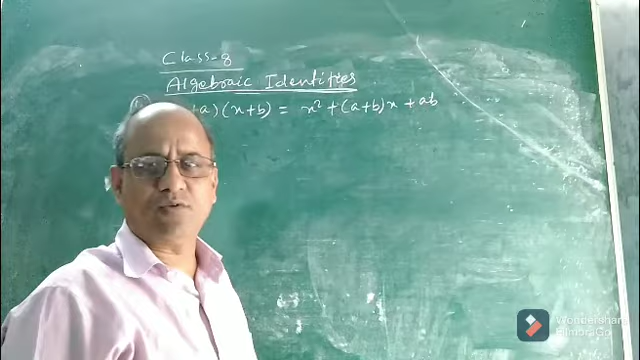 Class-8
Algebraic Identities
a)(x+b) = x² +(a+b)x +ab
Wondershare
FilmoraGo